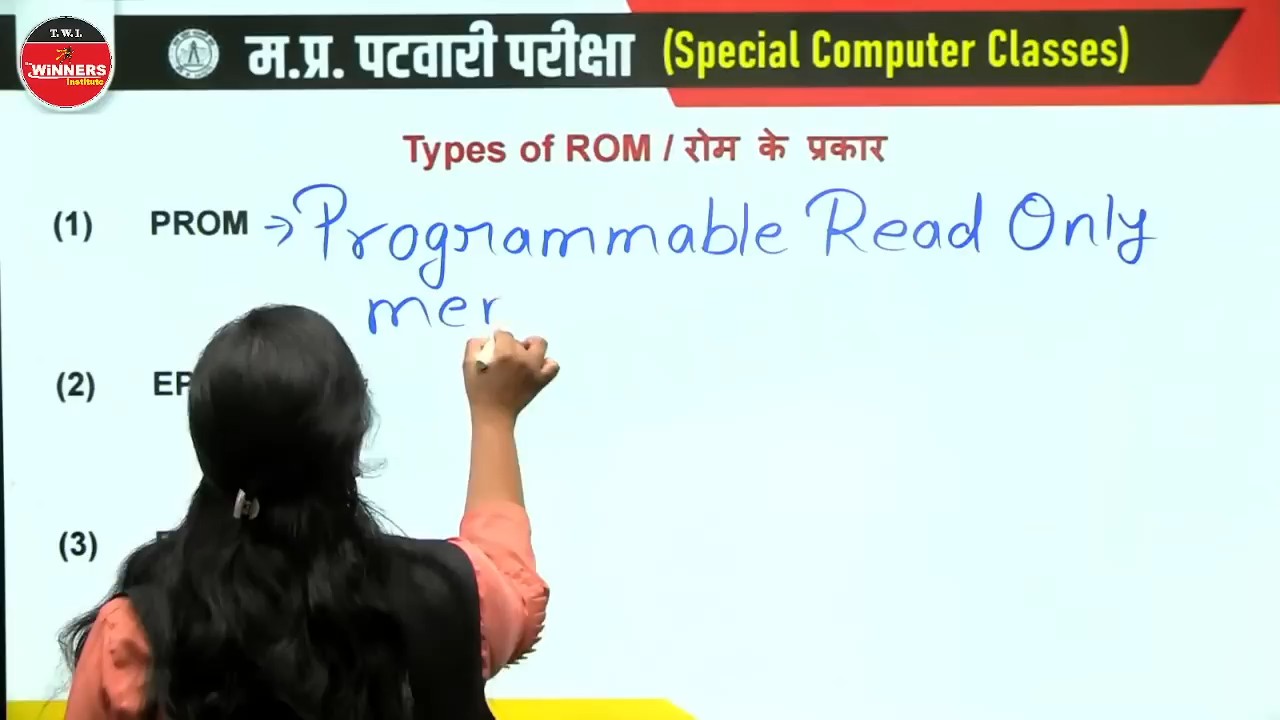 T.W.I.
The WiNNERS
institute
म.प्र. पटवारी परीक्षा (Special Computer Classes)
Types of ROM / रोम के प्रकार
(1) PROM → Programmable Read Only
mer
(2) EP
(3)